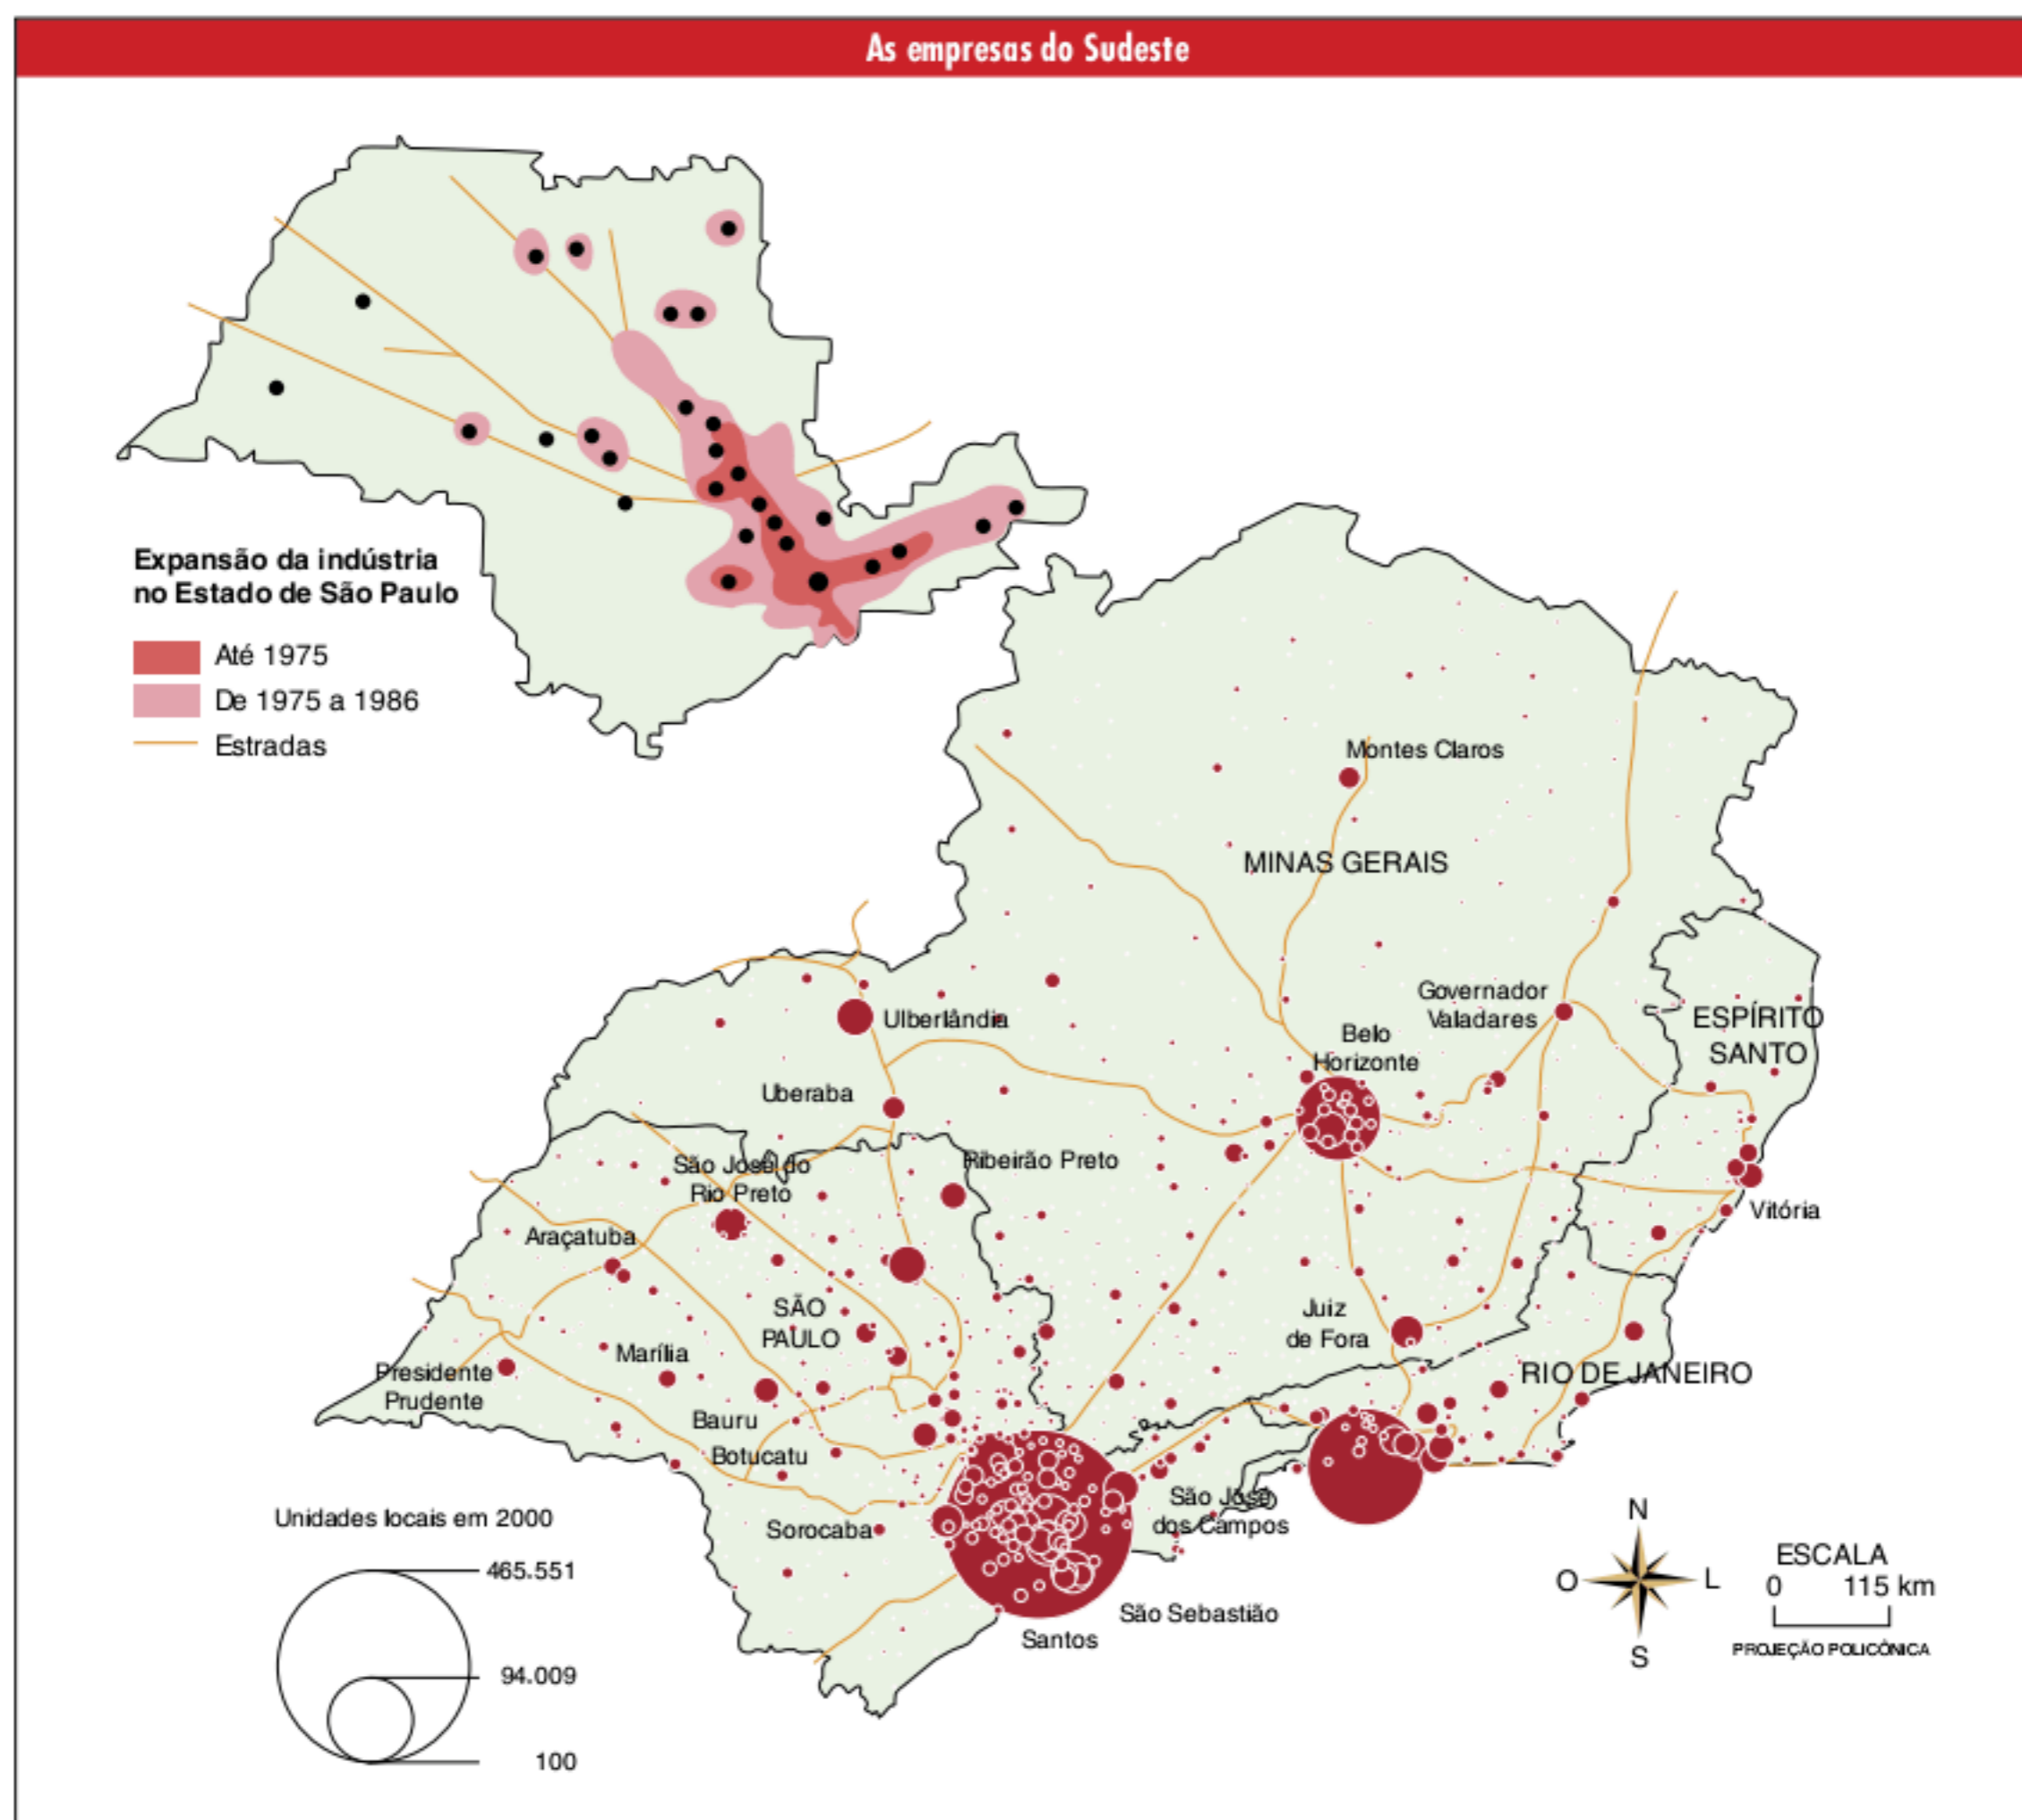 As empresas do Sudeste
Expansão da indústria
no Estado de São Paulo
Até 1975
De 1975 a 1986
Estradas
Montes Claros
MINAS GERAIS
Governador
Valadares
ESPÍRITO
SANTO
Belo
Horizonte
Ulberlândia
Uberaba
Ribeirão Preto
São José do
Rio Preto
Vitória
Araçatuba
SÃO
PAULO
Juiz
de Fora
Marília
Presidente
Prudente
RIO DE JANEIRO
Bauru
Botucatu
São José
dos Campos
Sorocaba
São Sebastião
Santos
Unidades locais em 2000
465.551
94.009
100
N
O
L
S
ESCALA
0 115 km
PROJEÇÃO POLICÔNICA